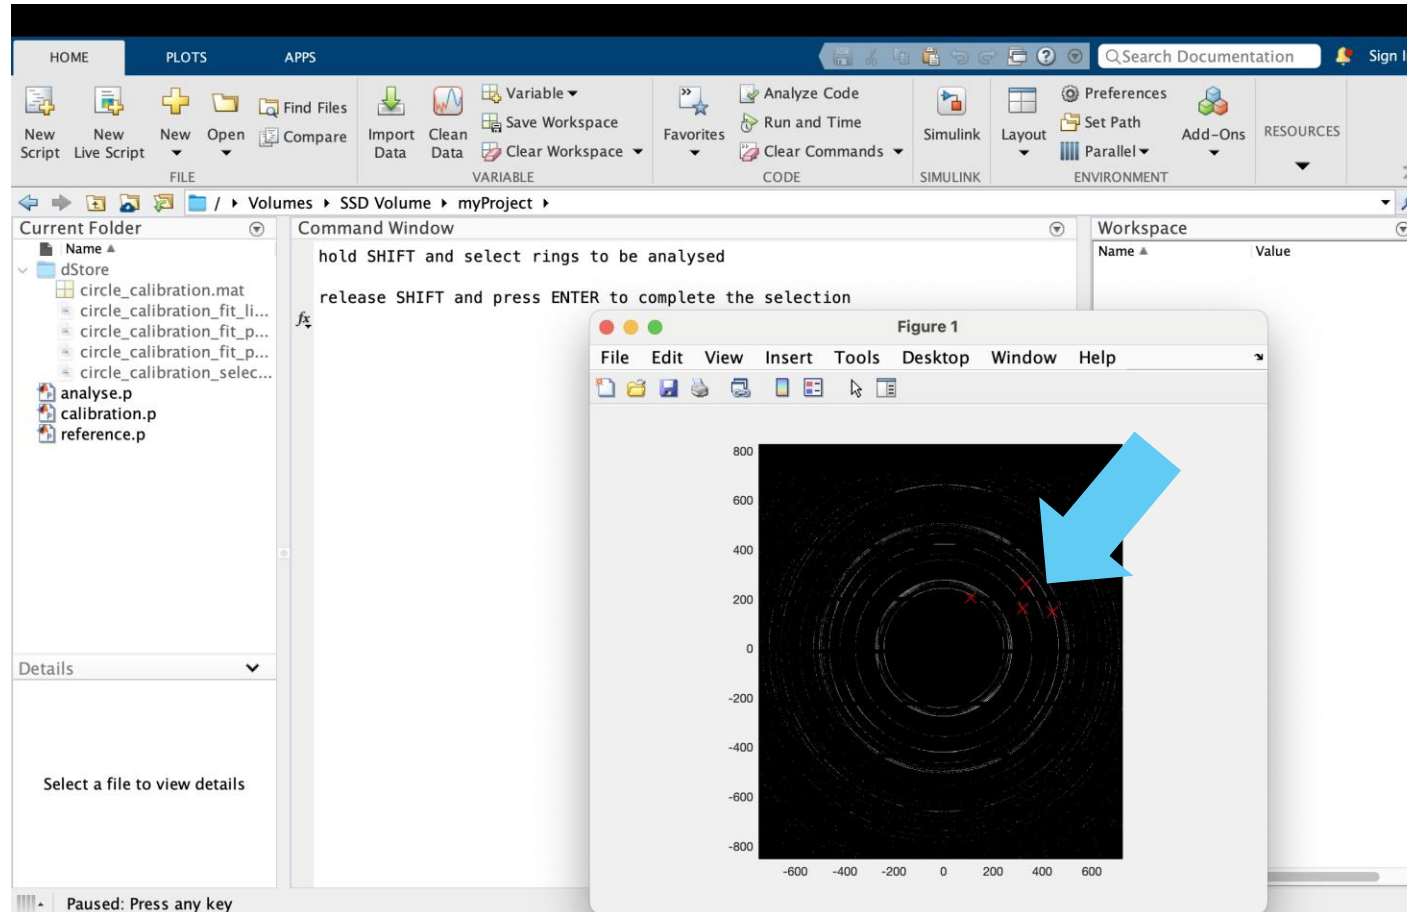 HOME PLOTS APPS
Search Documentation
Sign I
New Script
New Live Script
New
Open
Find Files
Compare
FILE
Import Data
Clean Data
Variable
Save Workspace
Clear Workspace
VARIABLE
Favorites
Analyze Code
Run and Time
Clear Commands
CODE
Simulink
SIMULINK
Layout
Preferences
Set Path
Parallel
Add-Ons
ENVIRONMENT
RESOURCES
/ Volumes SSD Volume myProject
Current Folder
Name
dStore
circle_calibration.mat
circle_calibration_fit_li...
circle_calibration_fit_p...
circle_calibration_fit_p...
circle_calibration_selec...
analyse.p
calibration.p
reference.p
Details
Select a file to view details
Command Window
hold SHIFT and select rings to be analysed
release SHIFT and press ENTER to complete the selection
fx
Workspace
Name Value
Figure 1
File Edit View Insert Tools Desktop Window Help
800
600
400
200
0
-200
-400
-600
-800
-600 -400 -200 0 200 400 600
Paused: Press any key